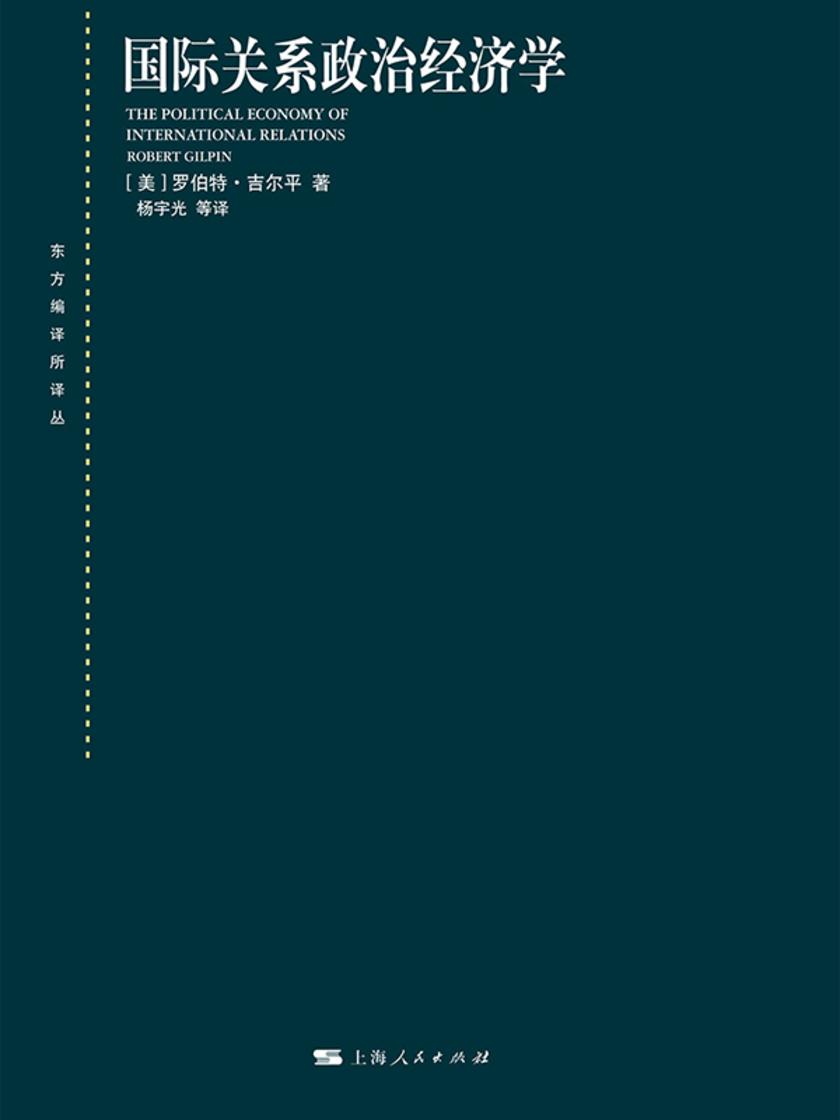 国际关系政治经济学
THE POLITICAL ECONOMY OF
INTERNATIONAL RELATIONS
ROBERT GILPIN
[ 美 ] 罗伯特·吉尔平 著
杨宇光 等译
东方编译所译丛
上海人民出版社